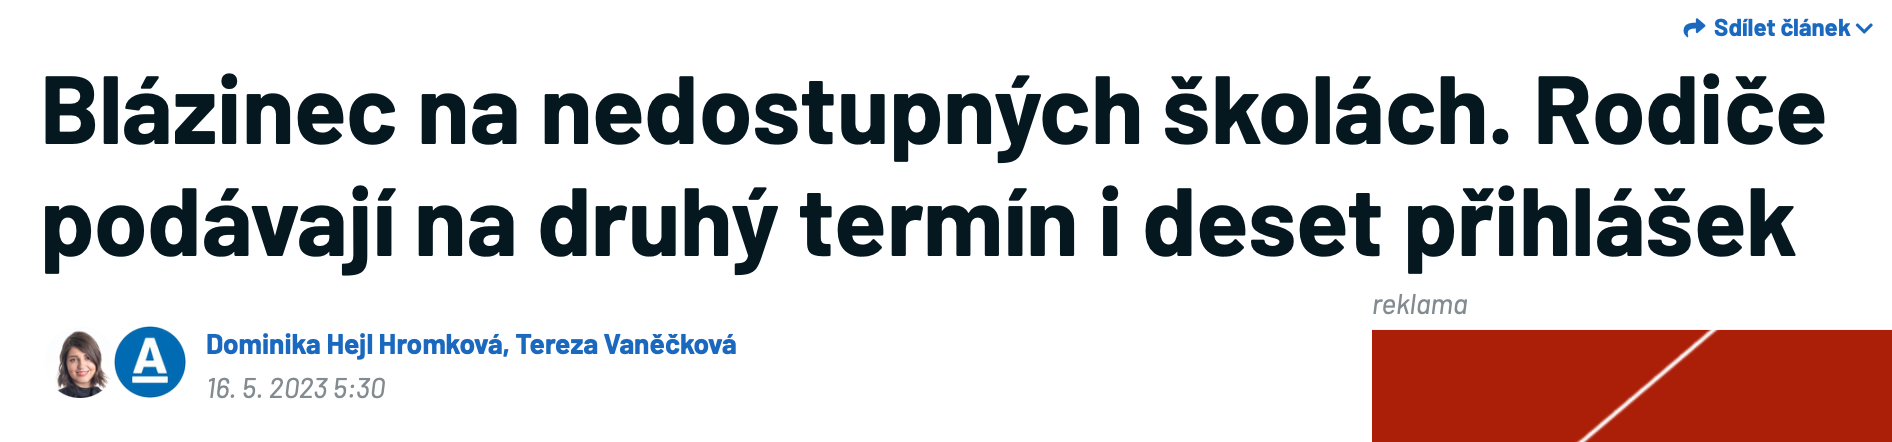 Sdílet článek
Blázinec na nedostupných školách. Rodiče
podávají na druhý termín i deset přihlášek
reklama
A
Dominika Hejl Hromková, Tereza Vaněčková
16. 5. 2023 5:30